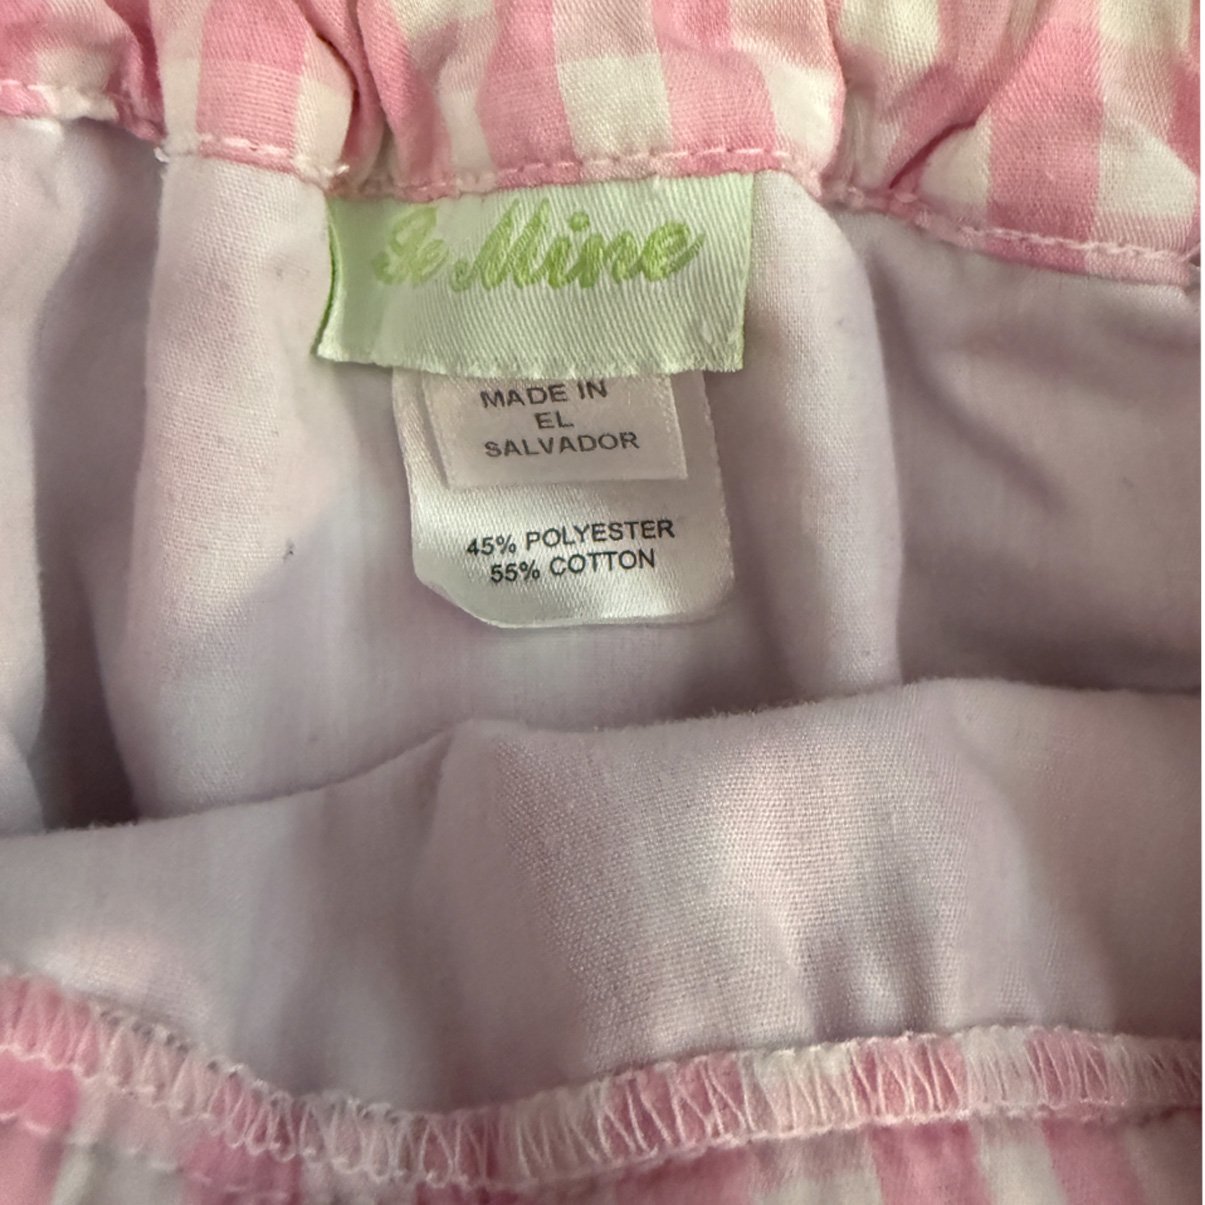 Be Mine
MADE IN
EL
SALVADOR
45% POLYESTER
55% COTTON